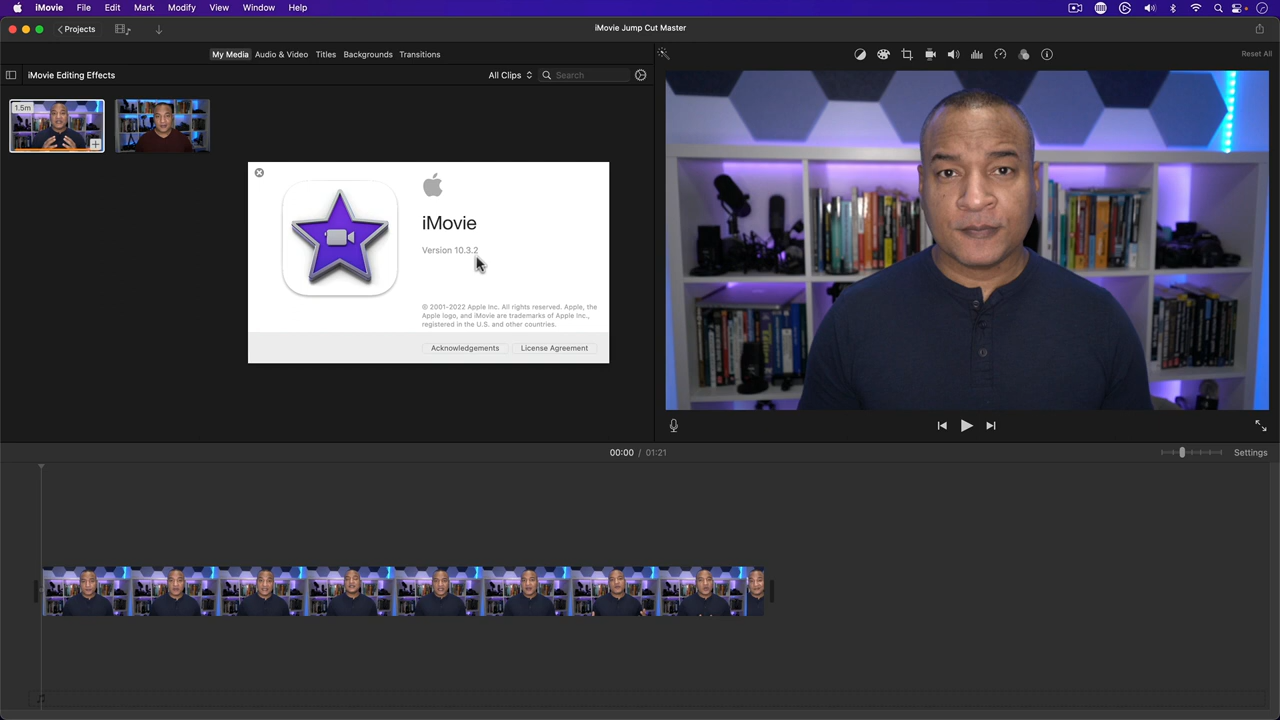 iMovie File Edit Mark Modify View Window Help
Projects
iMovie Jump Cut Master
My Media Audio & Video Titles Backgrounds Transitions
Reset All
iMovie Editing Effects
All Clips
Search
1.5m
iMovie
Version 10.3.2
© 2001-2022 Apple Inc. All rights reserved. Apple, the
Apple logo, and iMovie are trademarks of Apple Inc.,
registered in the U.S. and other countries.
Acknowledgements License Agreement
00:00 / 01:21
Settings